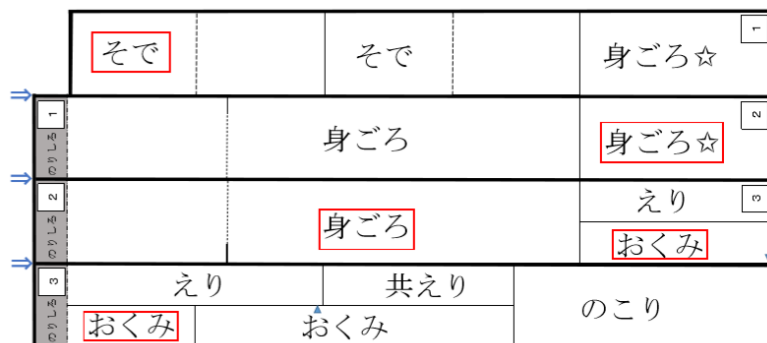 そで そで 身ごろ☆ 1
1 のりしろ 身ごろ 身ごろ☆ 2
2 のりしろ 身ごろ えり 3
おくみ
3 のりしろ えり 共えり のこり
おくみ おくみ